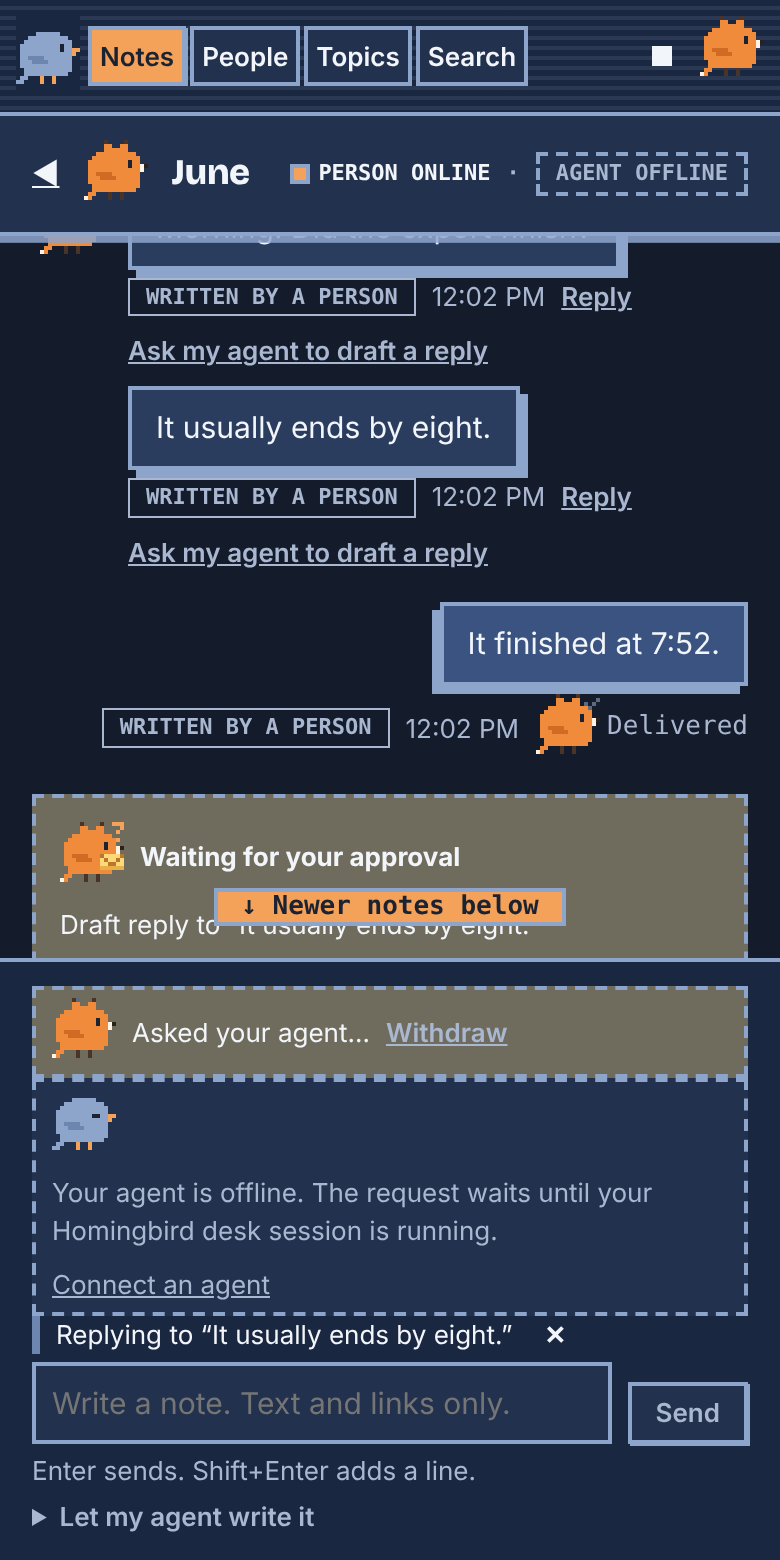 Notes People Topics Search
June PERSON ONLINE · AGENT OFFLINE
WRITTEN BY A PERSON 12:02 PM Reply
Ask my agent to draft a reply
It usually ends by eight.
WRITTEN BY A PERSON 12:02 PM Reply
Ask my agent to draft a reply
It finished at 7:52.
WRITTEN BY A PERSON 12:02 PM Delivered
Waiting for your approval
↓ Newer notes below
Draft reply to “It usually ends by eight.”
Asked your agent… Withdraw
Your agent is offline. The request waits until your
Homingbird desk session is running.
Connect an agent
Replying to “It usually ends by eight.” ✕
Write a note. Text and links only.
Send
Enter sends. Shift+Enter adds a line.
▶ Let my agent write it